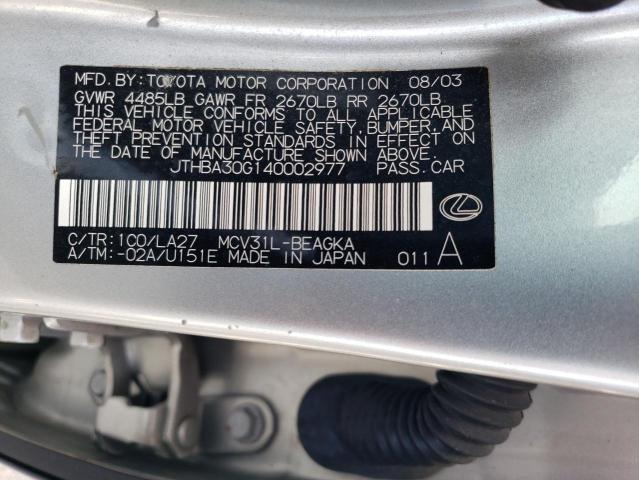 MFD. BY: TOYOTA MOTOR CORPORATION 08/03
GVWR 4485LB GAWR FR 2670LB RR 2670LB
THIS VEHICLE CONFORMS TO ALL APPLICABLE
FEDERAL MOTOR VEHICLE SAFETY, BUMPER, AND
THEFT PREVENTION STANDARDS IN EFFECT ON
THE DATE OF MANUFACTURE SHOWN ABOVE.
JTHBA30G140002977 PASS. CAR
C/TR: 1C0/LA27 MCV31L-BEAGKA
A/TM: -02A/U151E MADE IN JAPAN 011 A